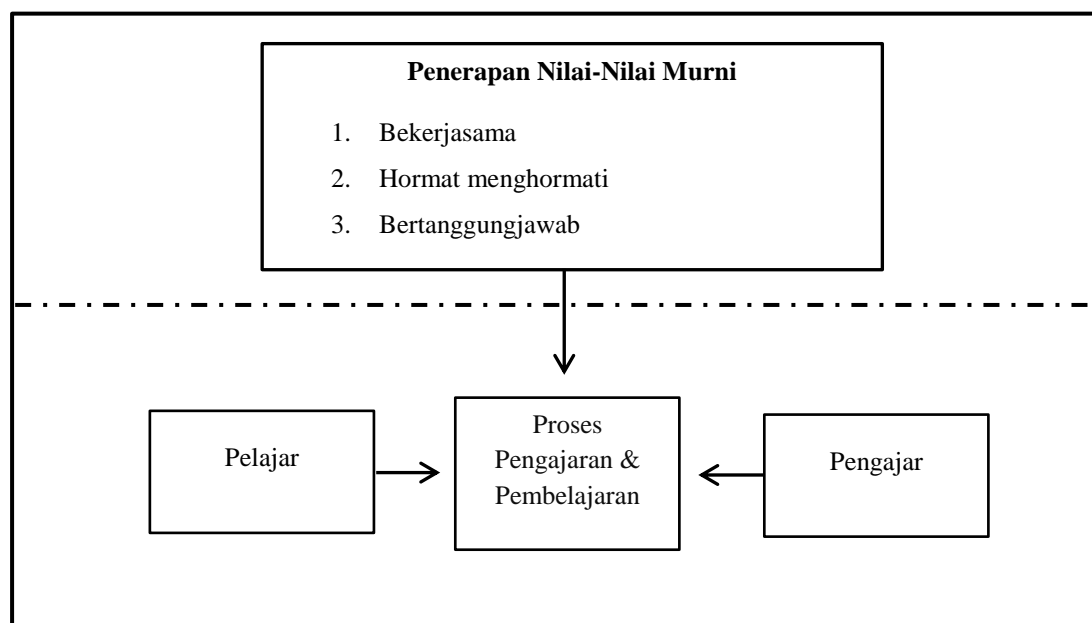 Penerapan Nilai-Nilai Murni
1. Bekerjasama
2. Hormat menghormati
3. Bertanggungjawab
Pelajar
Proses
Pengajaran &
Pembelajaran
Pengajar